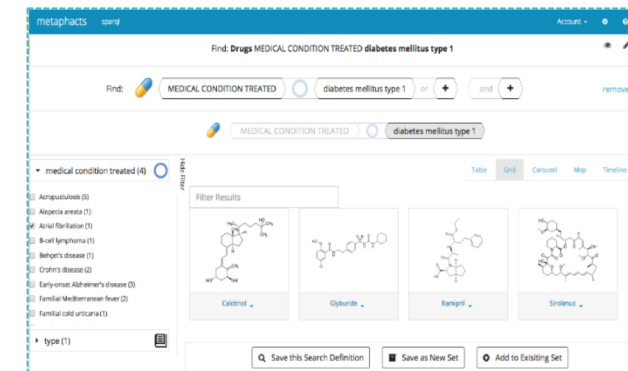 metaphacts sparql Account
Find: Drugs MEDICAL CONDITION TREATED diabetes mellitus type 1
Find: MEDICAL CONDITION TREATED diabetes mellitus type 1 or + and + remove
MEDICAL CONDITION TREATED diabetes mellitus type 1
medical condition treated (4)
Hide Filter
Table Grid Carousel Map Timeline
Acropustulosis (5)
Alopecia areata (1)
Atrial fibrillation (1)
B-cell lymphoma (1)
Behçet's disease (1)
Crohn's disease (2)
Early-onset Alzheimer's disease (3)
Familial Mediterranean fever (2)
Familial cold urticaria (1)
type (1)
Filter Results
Calcitriol Glyburide Ramipril Sirolimus
Save this Search Definition Save as New Set Add to Exisiting Set